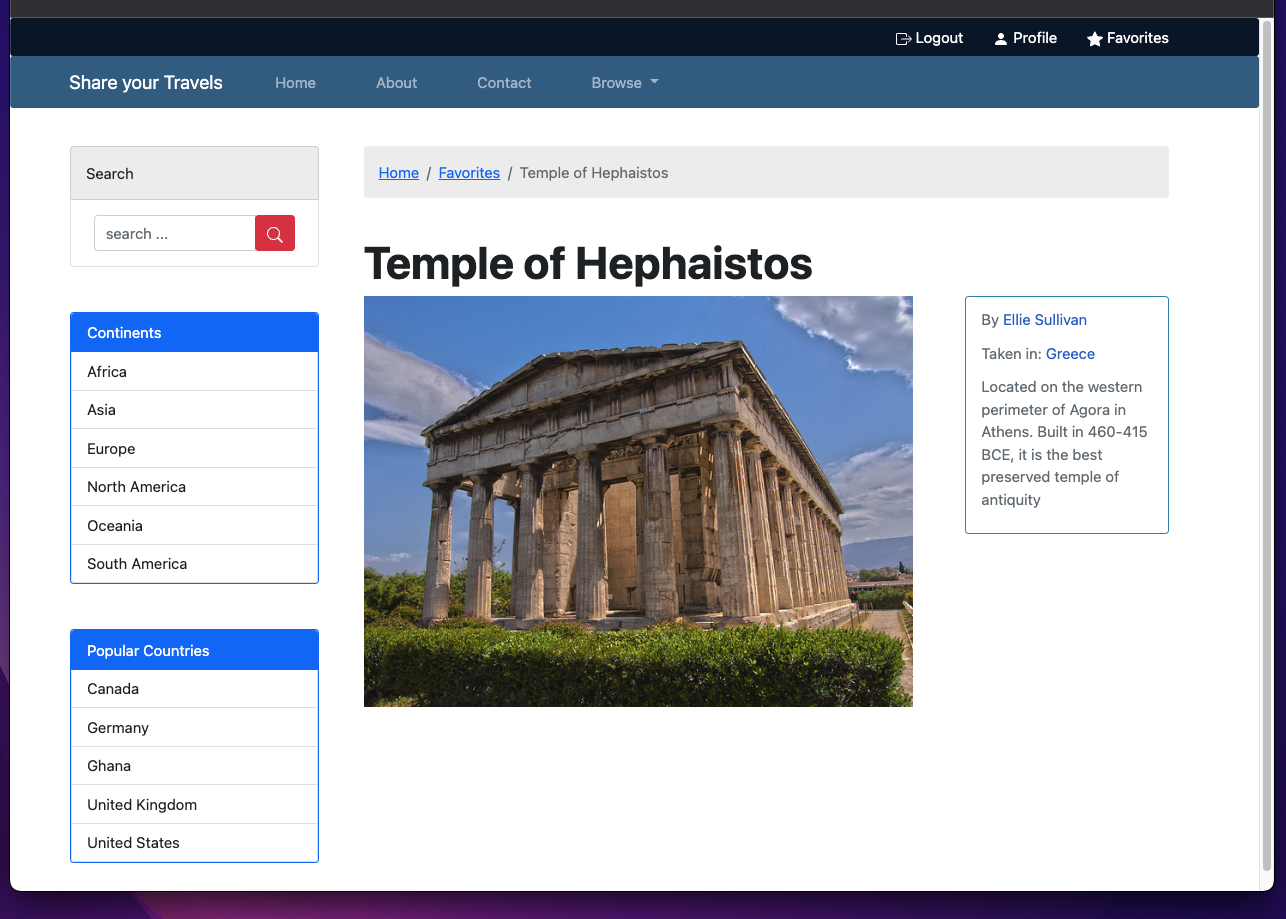 Logout Profile Favorites
Share your Travels Home About Contact Browse
Search
search ...
Continents
Africa
Asia
Europe
North America
Oceania
South America
Popular Countries
Canada
Germany
Ghana
United Kingdom
United States
Home / Favorites / Temple of Hephaistos
Temple of Hephaistos
By Ellie Sullivan
Taken in: Greece
Located on the western
perimeter of Agora in
Athens. Built in 460-415
BCE, it is the best
preserved temple of
antiquity